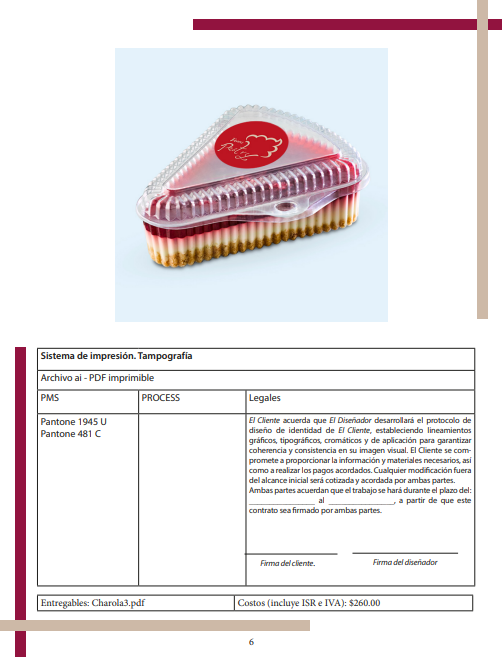 Pastry
Sistema de impresión. Tampografía
Archivo ai - PDF imprimible
PMS
PROCESS
Legales
Pantone 1945 U
Pantone 481 C
El Cliente acuerda que El Diseñador desarrollará el protocolo de
diseño de identidad de El Cliente, estableciendo lineamientos
gráficos, tipográficos, cromáticos y de aplicación para garantizar
coherencia y consistencia en su imagen visual. El Cliente se com-
promete a proporcionar la información y materiales necesarios, así
como a realizar los pagos acordados. Cualquier modificación fuera
del alcance inicial será cotizada y acordada por ambas partes.
Ambas partes acuerdan que el trabajo se hará durante el plazo del:
________________ al ________________, a partir de que este
contrato sea firmado por ambas partes.
Firma del cliente.
Firma del diseñador
Entregables: Charola3.pdf
Costos (incluye ISR e IVA): $260.00
6